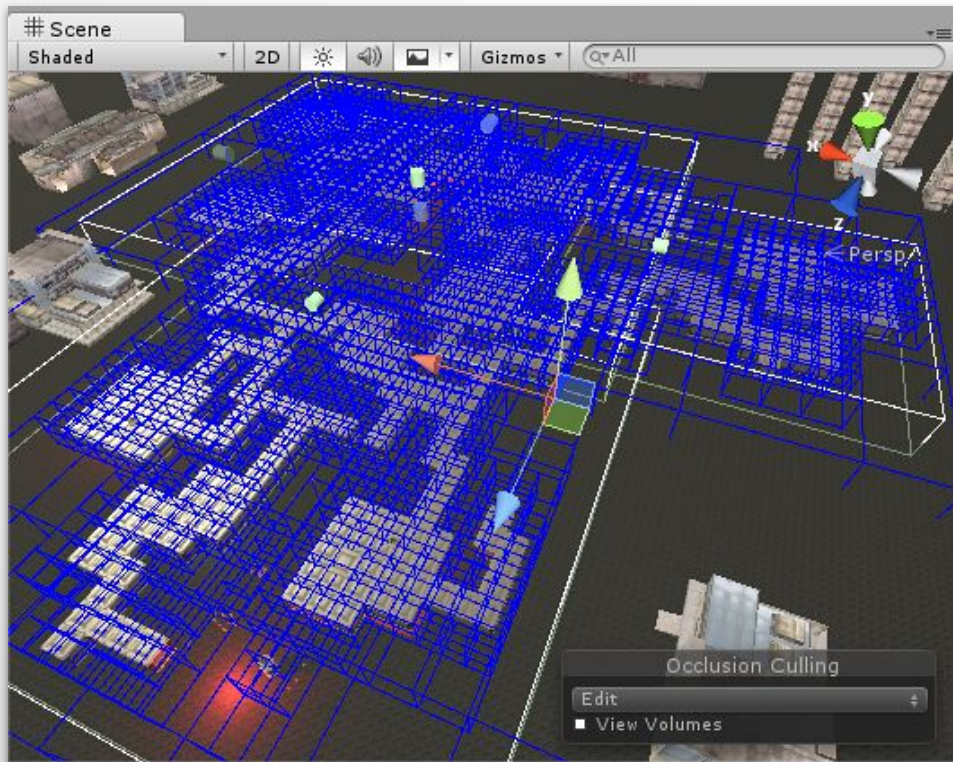 Scene
Shaded 2D Gizmos All
y
x
z
Persp
Occlusion Culling
Edit
View Volumes